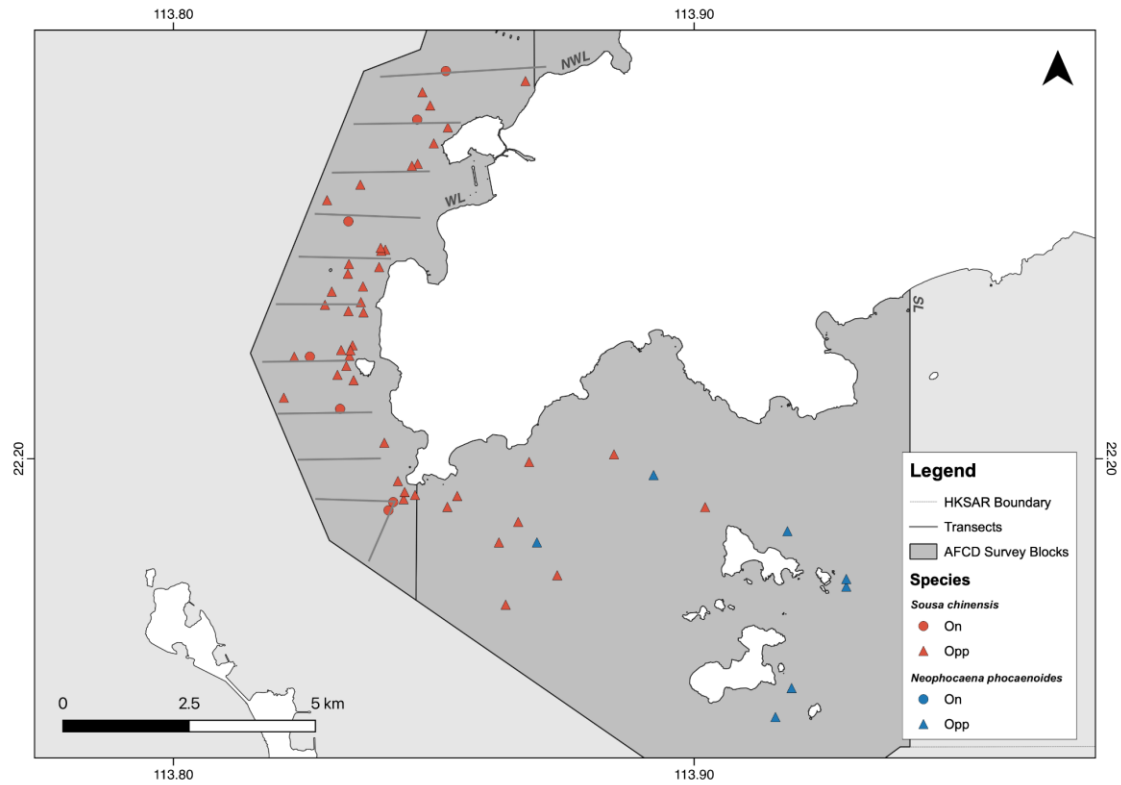 113.80
113.90
NWL
WL
SL
22.20
22.20
Legend
HKSAR Boundary
Transects
AFCD Survey Blocks
Species
Sousa chinensis
On
Opp
Neophocaena phocaenoides
On
Opp
0 2.5 5 km
113.80
113.90